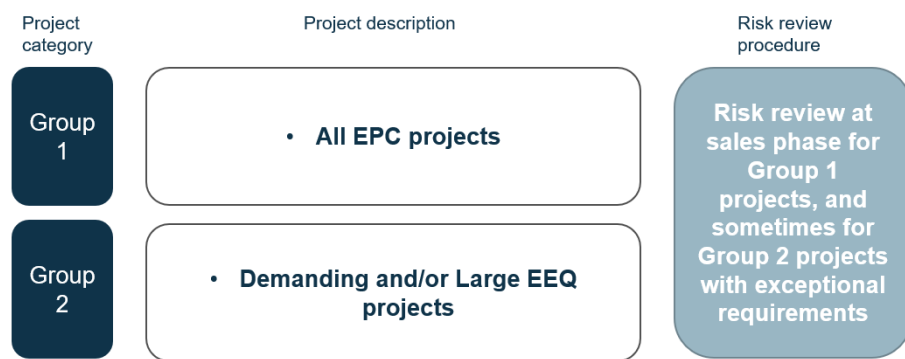 Project
category
Project description
Risk review
procedure
Group
1
• All EPC projects
Group
2
• Demanding and/or Large EEQ
projects
Risk review at
sales phase for
Group 1
projects, and
sometimes for
Group 2 projects
with exceptional
requirements